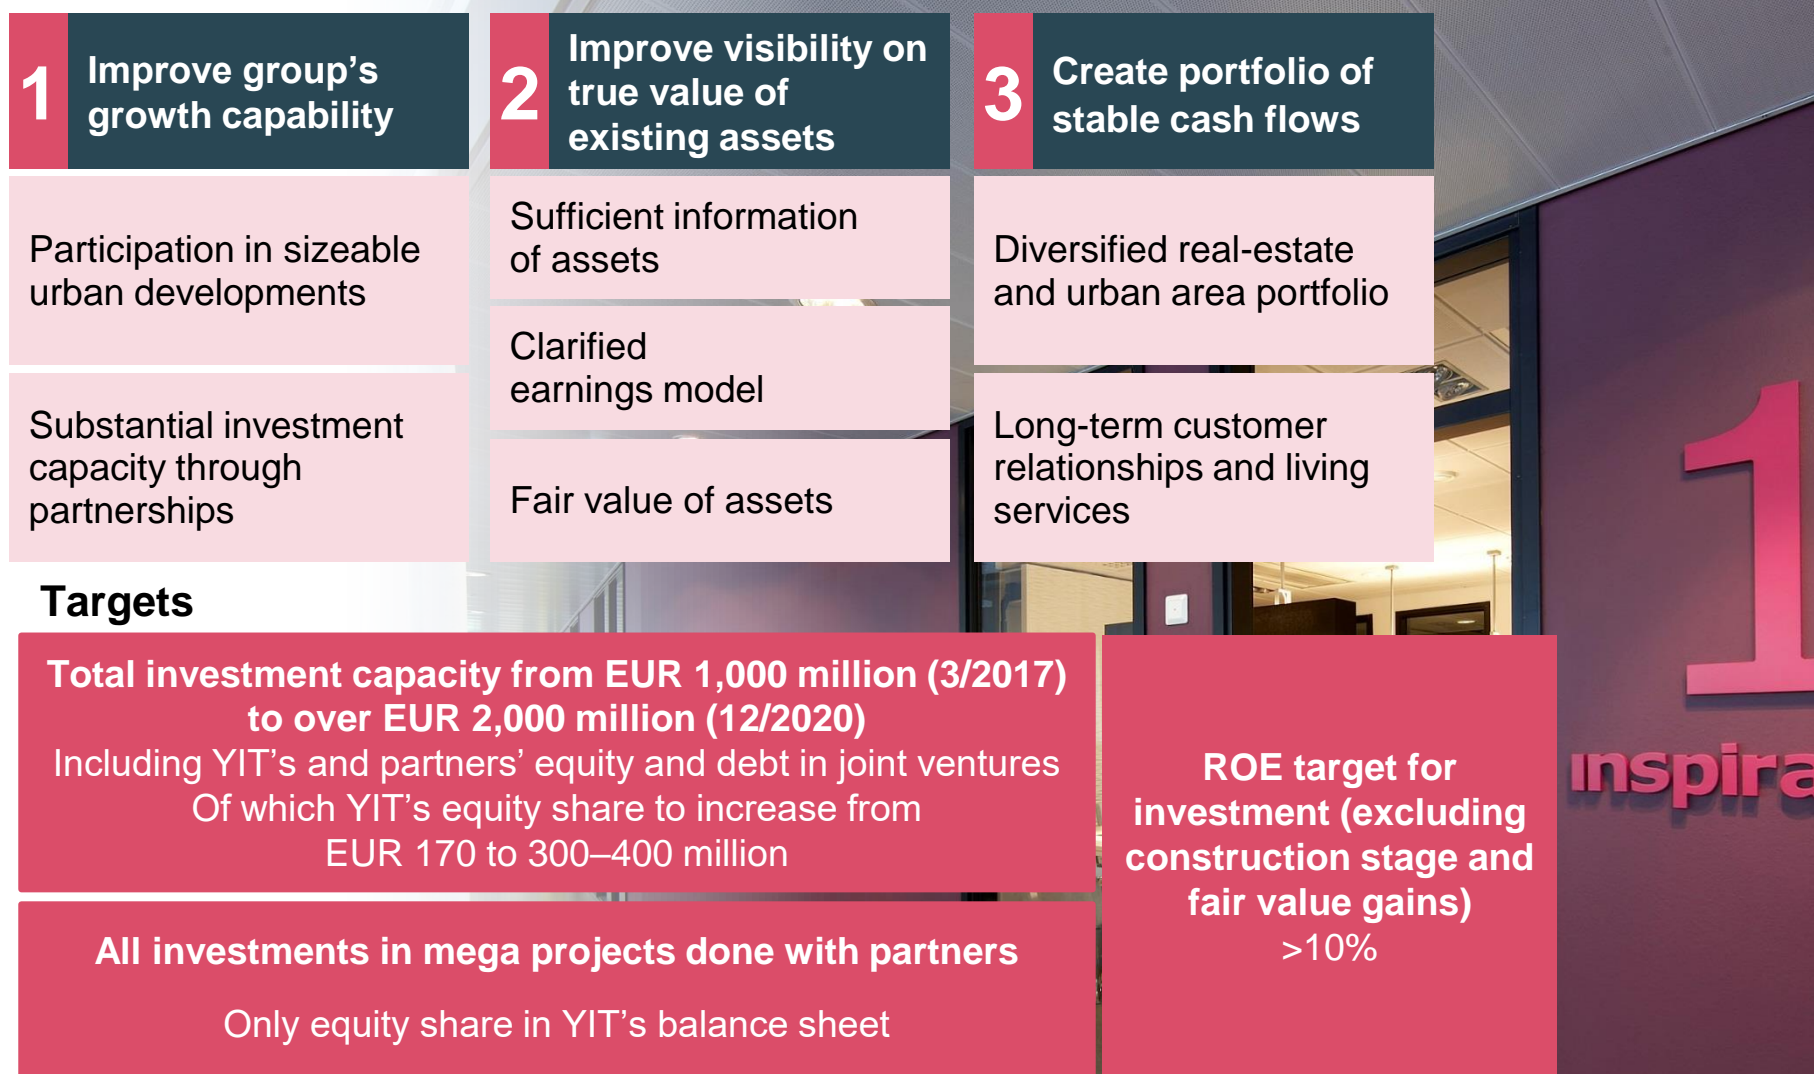 1
Improve group’s
growth capability
Participation in sizeable
urban developments
Substantial investment
capacity through
partnerships
2
Improve visibility on
true value of
existing assets
Sufficient information
of assets
Clarified
earnings model
Fair value of assets
3
Create portfolio of
stable cash flows
Diversified real-estate
and urban area portfolio
Long-term customer
relationships and living
services
Targets
Total investment capacity from EUR 1,000 million (3/2017)
to over EUR 2,000 million (12/2020)
Including YIT’s and partners’ equity and debt in joint ventures
Of which YIT’s equity share to increase from
EUR 170 to 300–400 million
All investments in mega projects done with partners
Only equity share in YIT’s balance sheet
ROE target for
investment (excluding
construction stage and
fair value gains)
>10%
1
ınspira